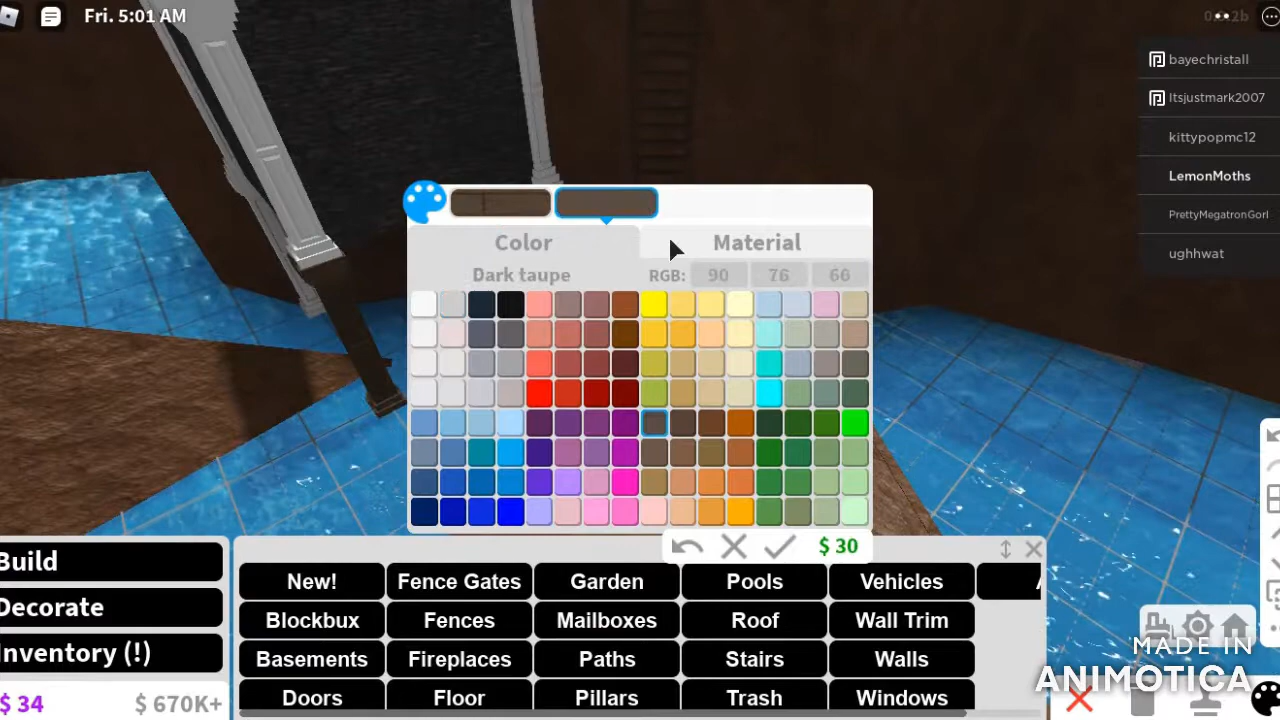 Fri. 5:01 AM
bayechristall
Itsjustmark2007
kittypopmc12
LemonMoths
PrettyMegatronGorl
ughhwat
Color
Material
Dark taupe
RGB: 90 76 66
$ 30
Build
Decorate
Inventory (!)
$ 34
$ 670K+
New! Fence Gates Garden Pools Vehicles
Blockbux Fences Mailboxes Roof Wall Trim
Basements Fireplaces Paths Stairs Walls
Doors Floor Pillars Trash Windows
MADE IN
ANIMOTICA